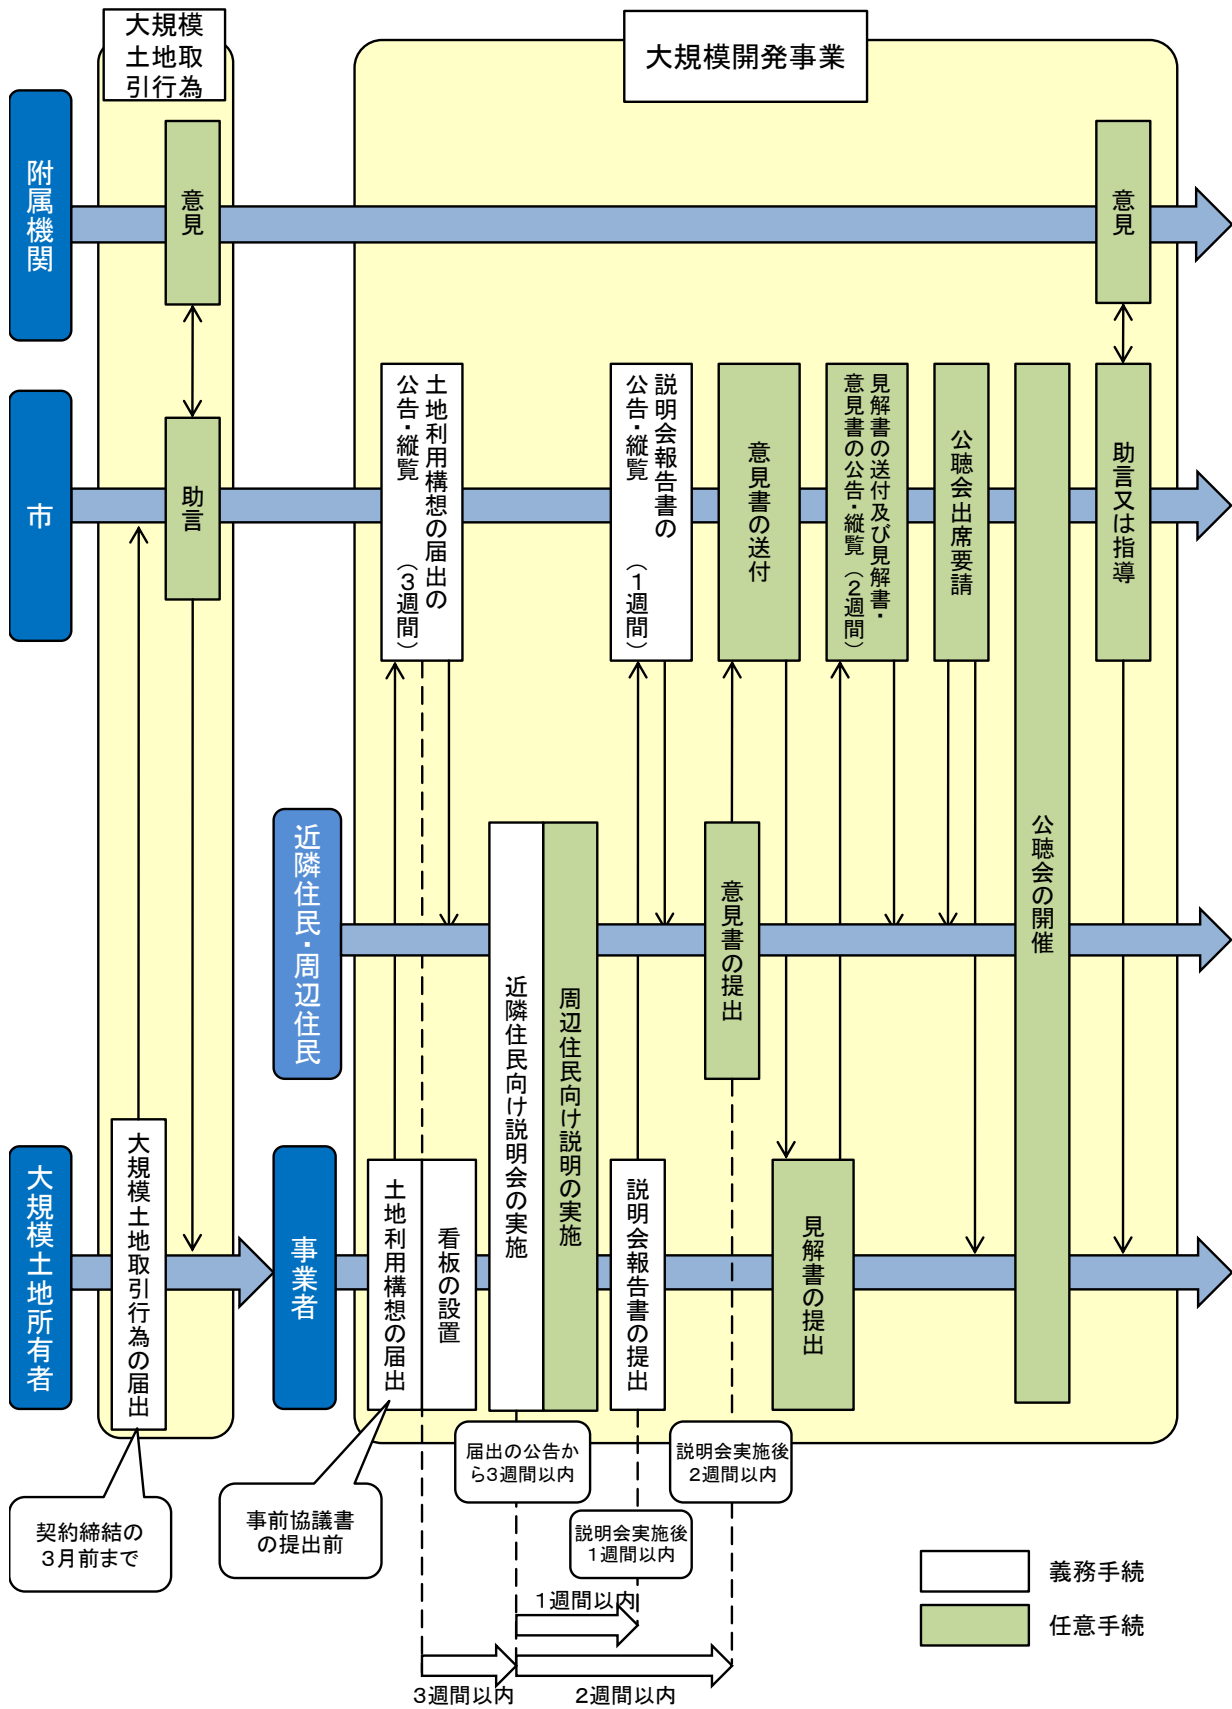 大規模
土地取
引行為
大規模開発事業
附属機関
意見
意見
市
助言
土地利用構想の届出の
公告・縦覧 （３週間）
説明会報告書の
公告・縦覧 （１週間）
意見書の送付
見解書の送付及び見解書・
意見書の公告・縦覧（２週間）
公聴会出席要請
助言又は指導
近隣住民・周辺住民
意見書の提出
公聴会の開催
大規模土地所有者
大規模土地取引行為の届出
事業者
土地利用構想の届出
看板の設置
近隣住民向け説明会の実施
周辺住民向け説明の実施
説明会報告書の提出
見解書の提出
契約締結の
３月前まで
事前協議書
の提出前
届出の公告か
ら３週間以内
説明会実施後
１週間以内
説明会実施後
２週間以内
１週間以内
３週間以内
２週間以内
義務手続
任意手続